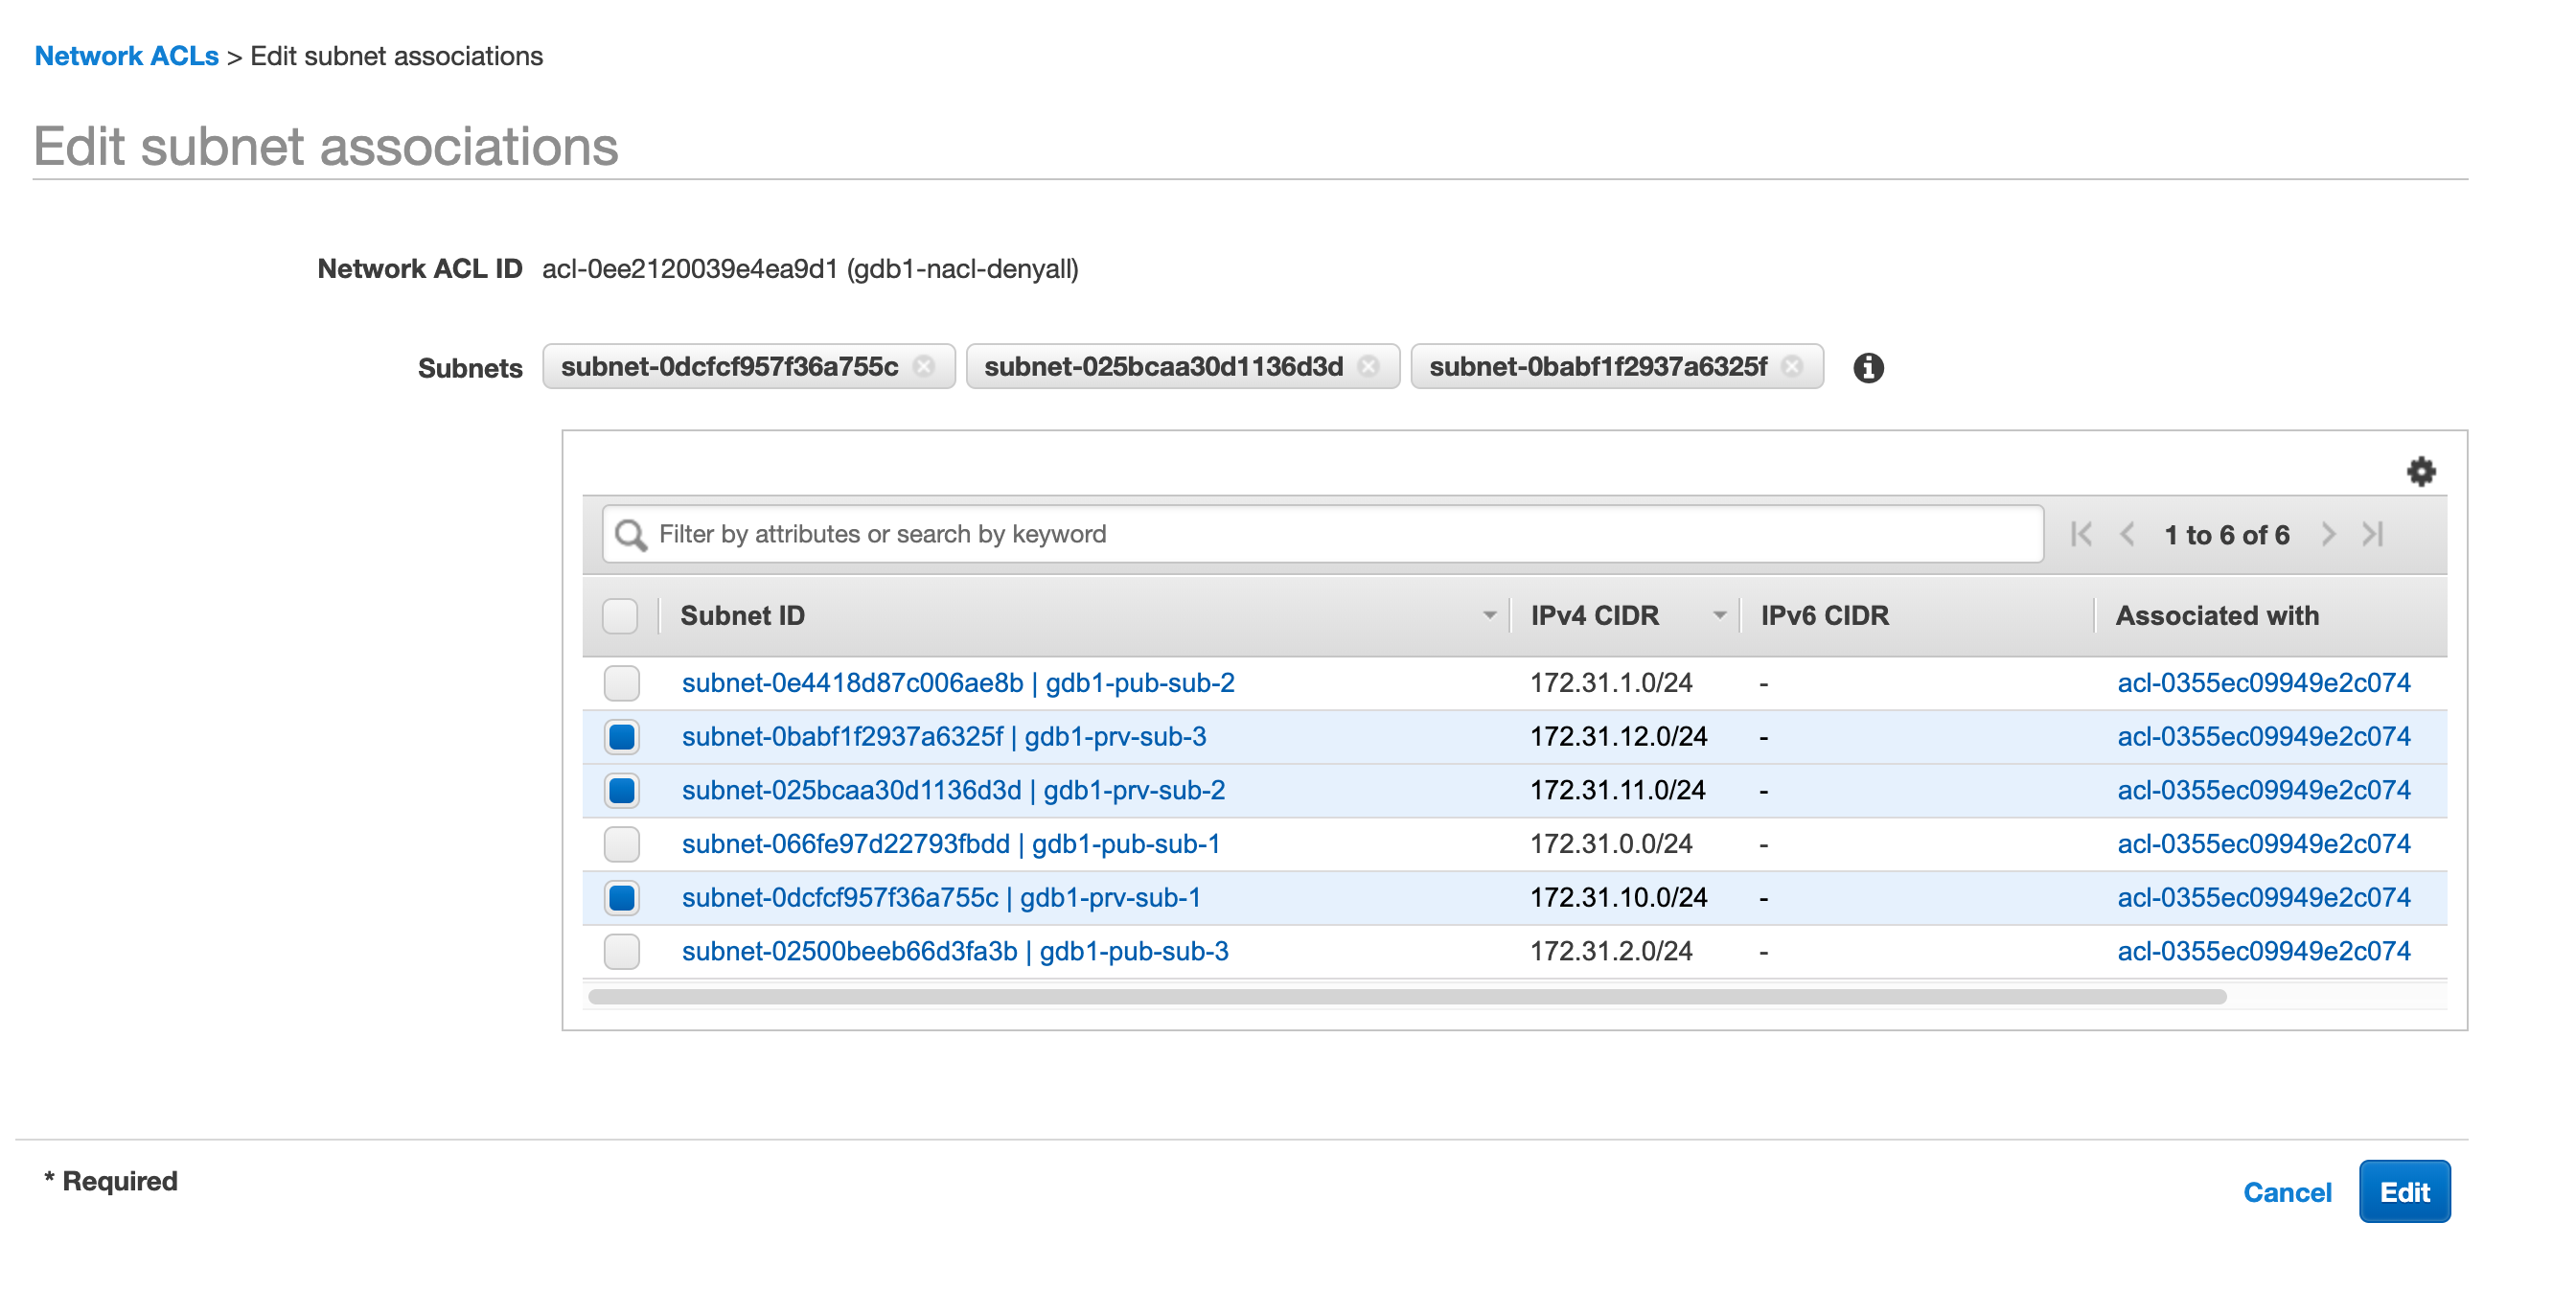 Network ACLs > Edit subnet associations
Edit subnet associations
Network ACL ID acl-0ee2120039e4ea9d1 (gdb1-nacl-denyall)
Subnets subnet-0dcfcf957f36a755c subnet-025bcaa30d1136d3d subnet-0babf1f2937a6325f
Filter by attributes or search by keyword 1 to 6 of 6
Subnet ID IPv4 CIDR IPv6 CIDR Associated with
subnet-0e4418d87c006ae8b | gdb1-pub-sub-2 172.31.1.0/24 - acl-0355ec09949e2c074
subnet-0babf1f2937a6325f | gdb1-prv-sub-3 172.31.12.0/24 - acl-0355ec09949e2c074
subnet-025bcaa30d1136d3d | gdb1-prv-sub-2 172.31.11.0/24 - acl-0355ec09949e2c074
subnet-066fe97d22793fbdd | gdb1-pub-sub-1 172.31.0.0/24 - acl-0355ec09949e2c074
subnet-0dcfcf957f36a755c | gdb1-prv-sub-1 172.31.10.0/24 - acl-0355ec09949e2c074
subnet-02500beeb66d3fa3b | gdb1-pub-sub-3 172.31.2.0/24 - acl-0355ec09949e2c074
* Required
Cancel Edit